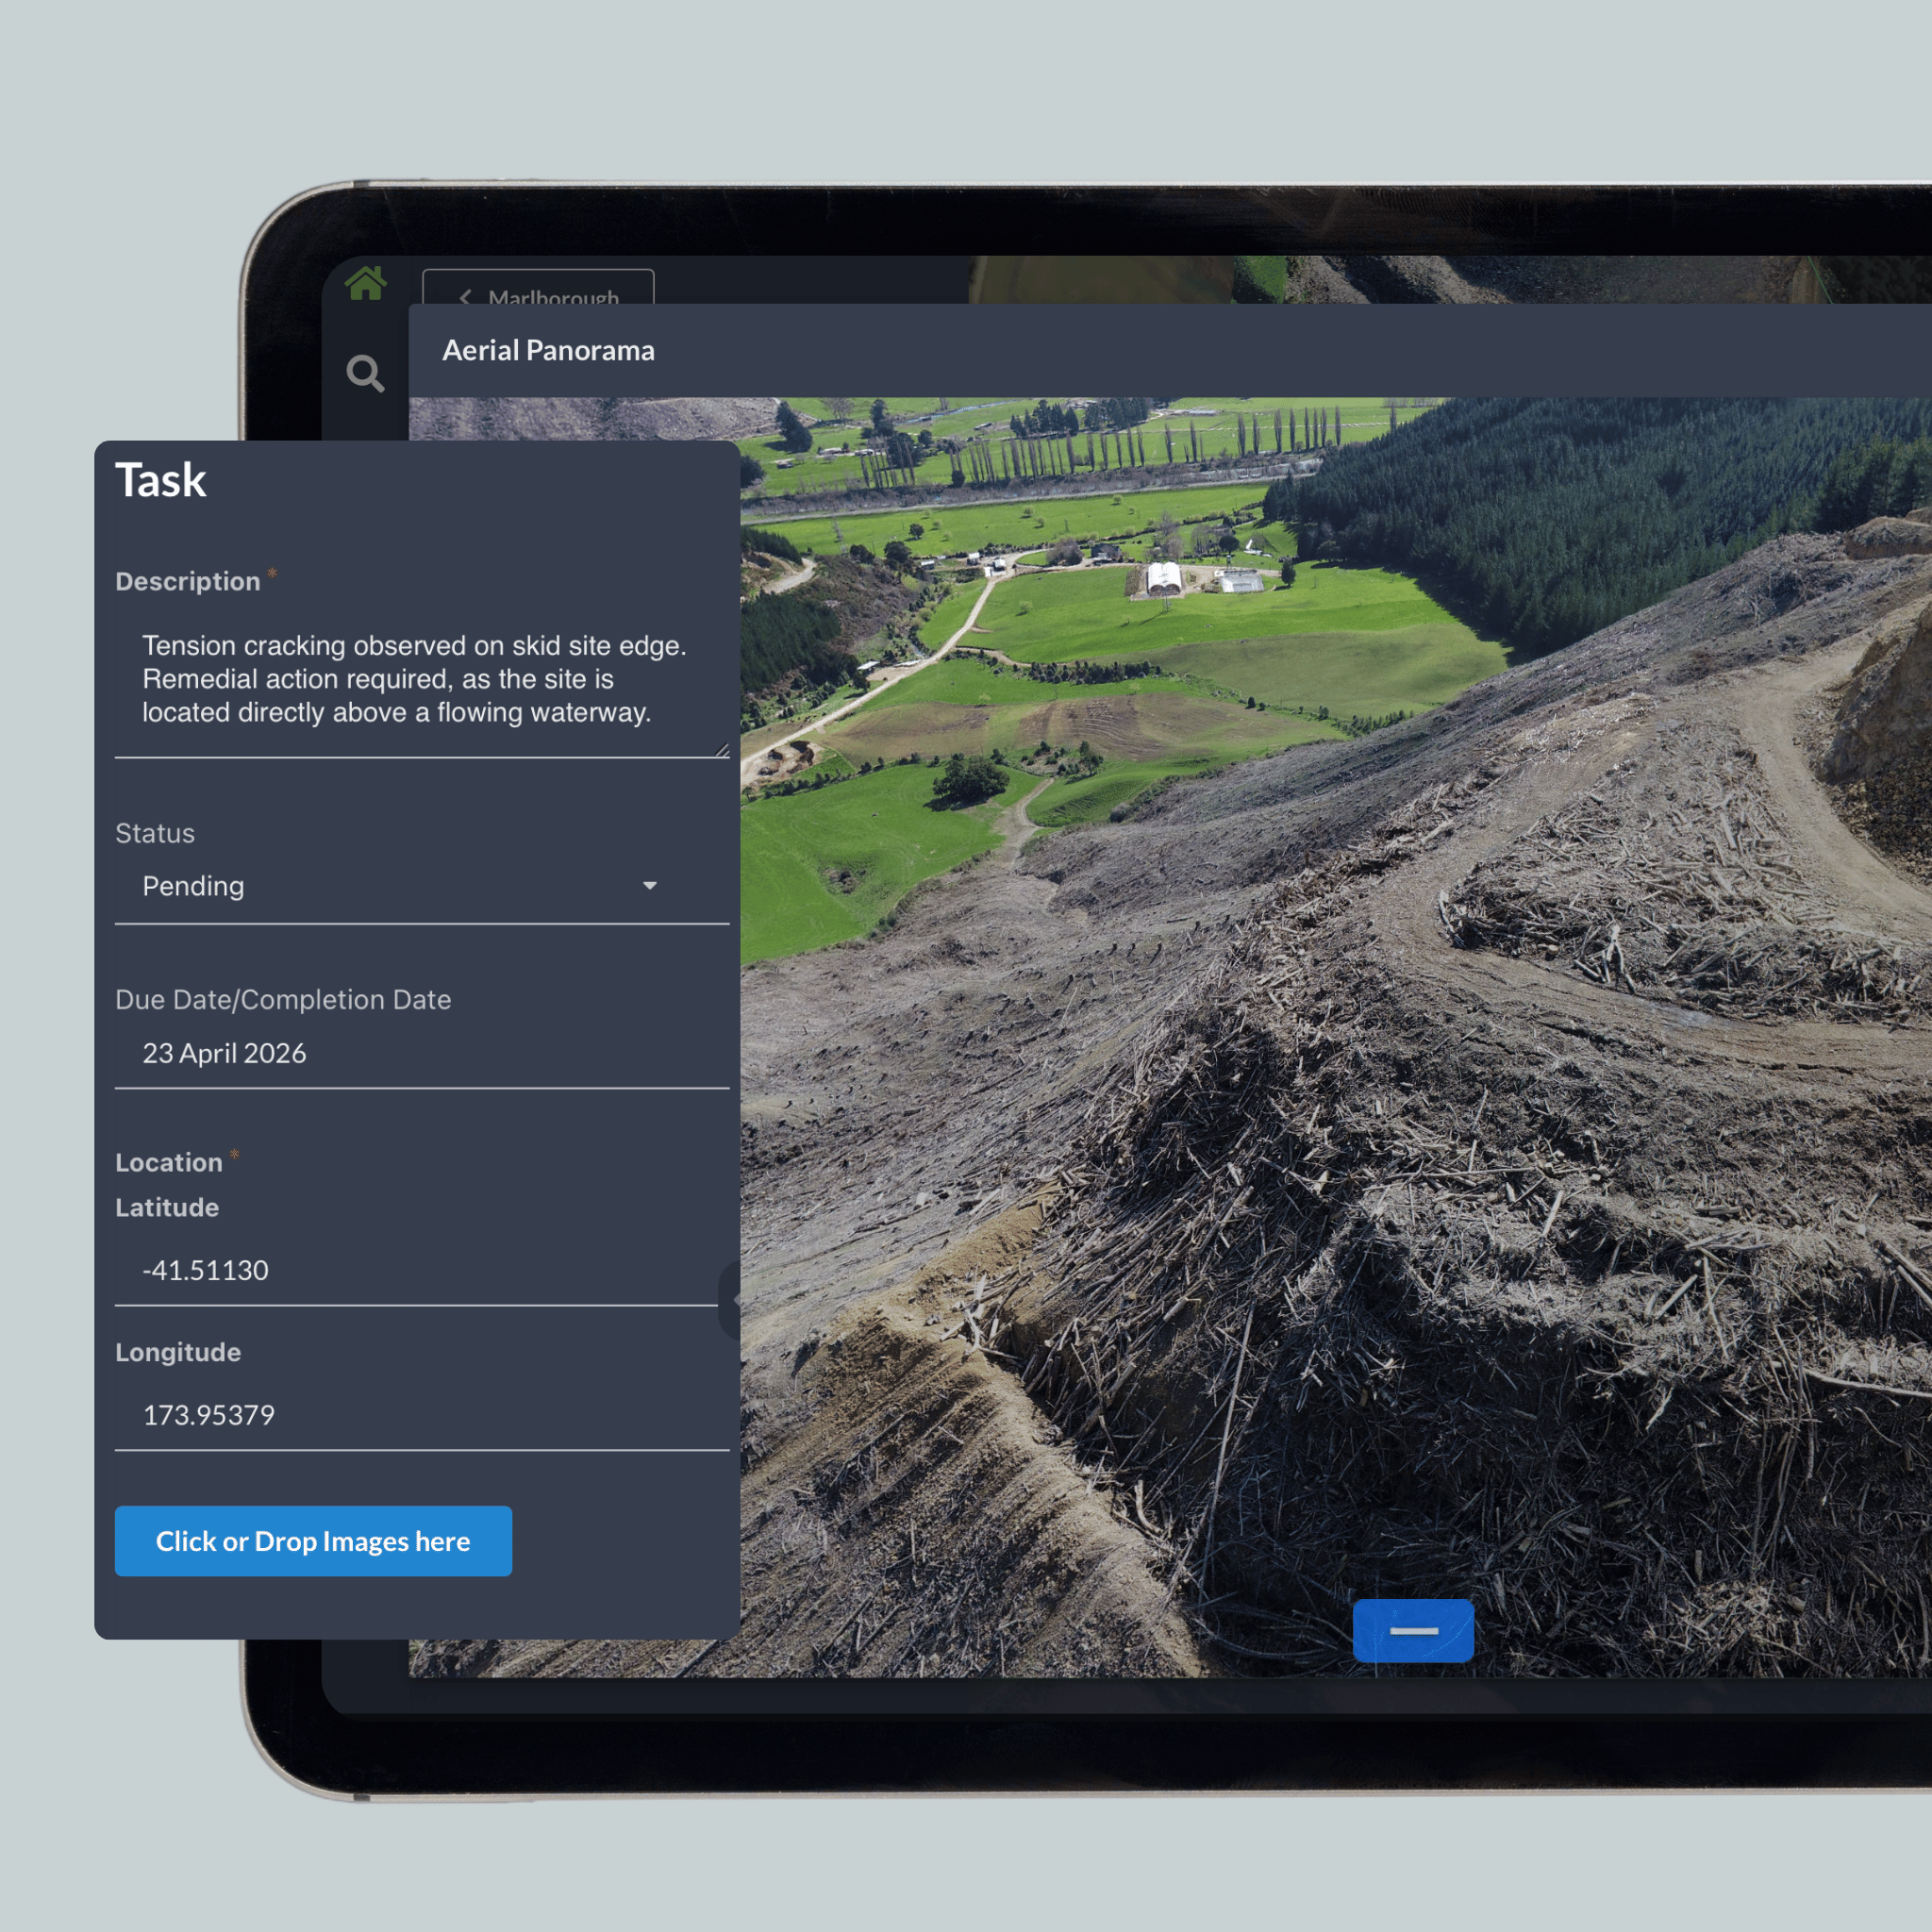 Marlborough
Aerial Panorama
Task
Description *
Tension cracking observed on skid site edge.
Remedial action required, as the site is
located directly above a flowing waterway.
Status
Pending
Due Date/Completion Date
23 April 2026
Location *
Latitude
-41.51130
Longitude
173.95379
Click or Drop Images here